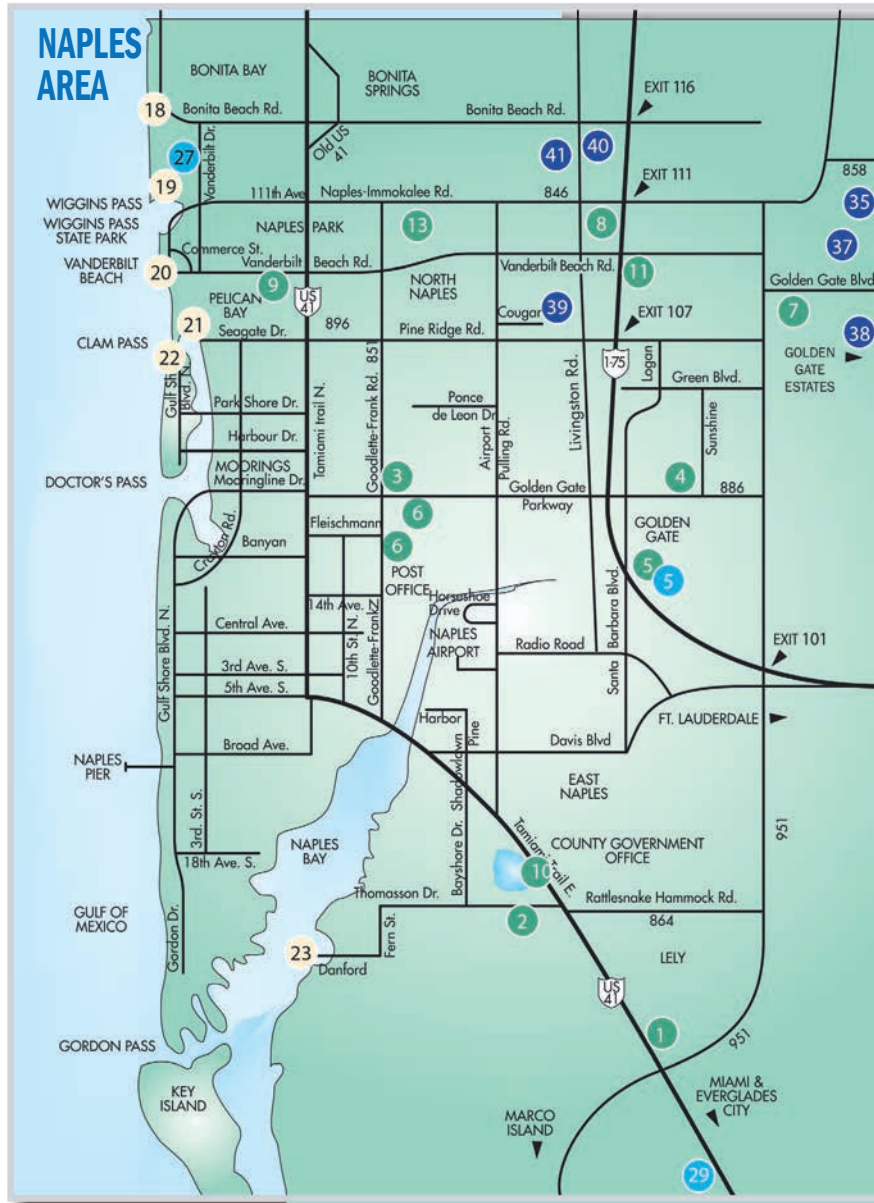 NAPLES
AREA
BONITA BAY
BONITA
SPRINGS
EXIT 116
18
Bonita Beach Rd.
Bonita Beach Rd.
Old US
41
27
Vanderbilt Dr.
41
40
858
19
EXIT 111
111th Ave
Naples-Immokalee Rd.
846
35
WIGGINS PASS
WIGGINS PASS
STATE PARK
NAPLES PARK
13
8
37
Commerce St.
VANDERBILT
BEACH
20
Vanderbilt
Beach Rd.
Vanderbilt Beach Rd.
11
9
NORTH
NAPLES
Golden Gate Blvd
PELICAN
BAY
US
41
Cougar
39
7
21
Seagate Dr.
896
Pine Ridge Rd.
EXIT 107
38
CLAM PASS
22
851
I-75
Logan
GOLDEN
GATE
ESTATES
Gulf Shore
Blvd. N.
Green Blvd.
Park Shore Dr.
Tamiami trail N.
Goodlette-Frank Rd.
Ponce
de Leon Dr
Airport
Pulling Rd.
Livingston Rd.
Sunshine
Harbour Dr.
MOORINGS
Mooringline Dr.
DOCTOR'S PASS
3
4
Golden Gate
Parkway
886
6
Fleischmann
GOLDEN
GATE
Crayton Rd.
Banyan
6
POST
OFFICE
5
5
14th Ave. N.
Horseshoe
Drive
Central Ave.
10th St. N.
Goodlette-Frank
NAPLES
AIRPORT
Radio Road
Santa Barbara Blvd.
EXIT 101
Gulf Shore Blvd. N.
3rd Ave. S.
5th Ave. S.
Harbor
Pine
FT. LAUDERDALE
Broad Ave.
Davis Blvd
NAPLES
PIER
Shadowlawn
EAST
NAPLES
951
3rd. St. S.
18th Ave. S.
NAPLES
BAY
Bayshore Dr.
Tamiami Trail E.
COUNTY GOVERNMENT
OFFICE
10
Thomasson Dr.
Rattlesnake Hammock Rd.
GULF OF
MEXICO
2
864
Gordon Dr.
23
Fern St.
Danford
LELY
US
41
1
951
GORDON PASS
KEY
ISLAND
MARCO
ISLAND
MIAMI &
EVERGLADES
CITY
29